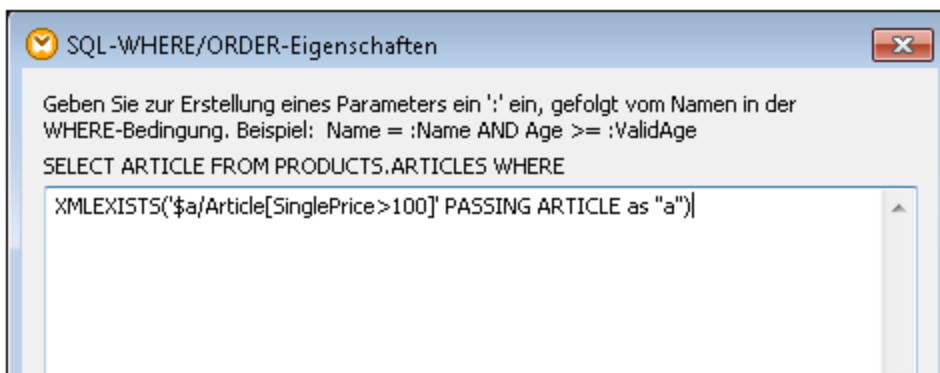 SQL-WHERE/ORDER-Eigenschaften
Geben Sie zur Erstellung eines Parameters ein ':' ein, gefolgt vom Namen in der
WHERE-Bedingung. Beispiel: Name = :Name AND Age >= :ValidAge
SELECT ARTICLE FROM PRODUCTS.ARTICLES WHERE
XMLEXISTS('$a/Article[SinglePrice>100]' PASSING ARTICLE as "a")